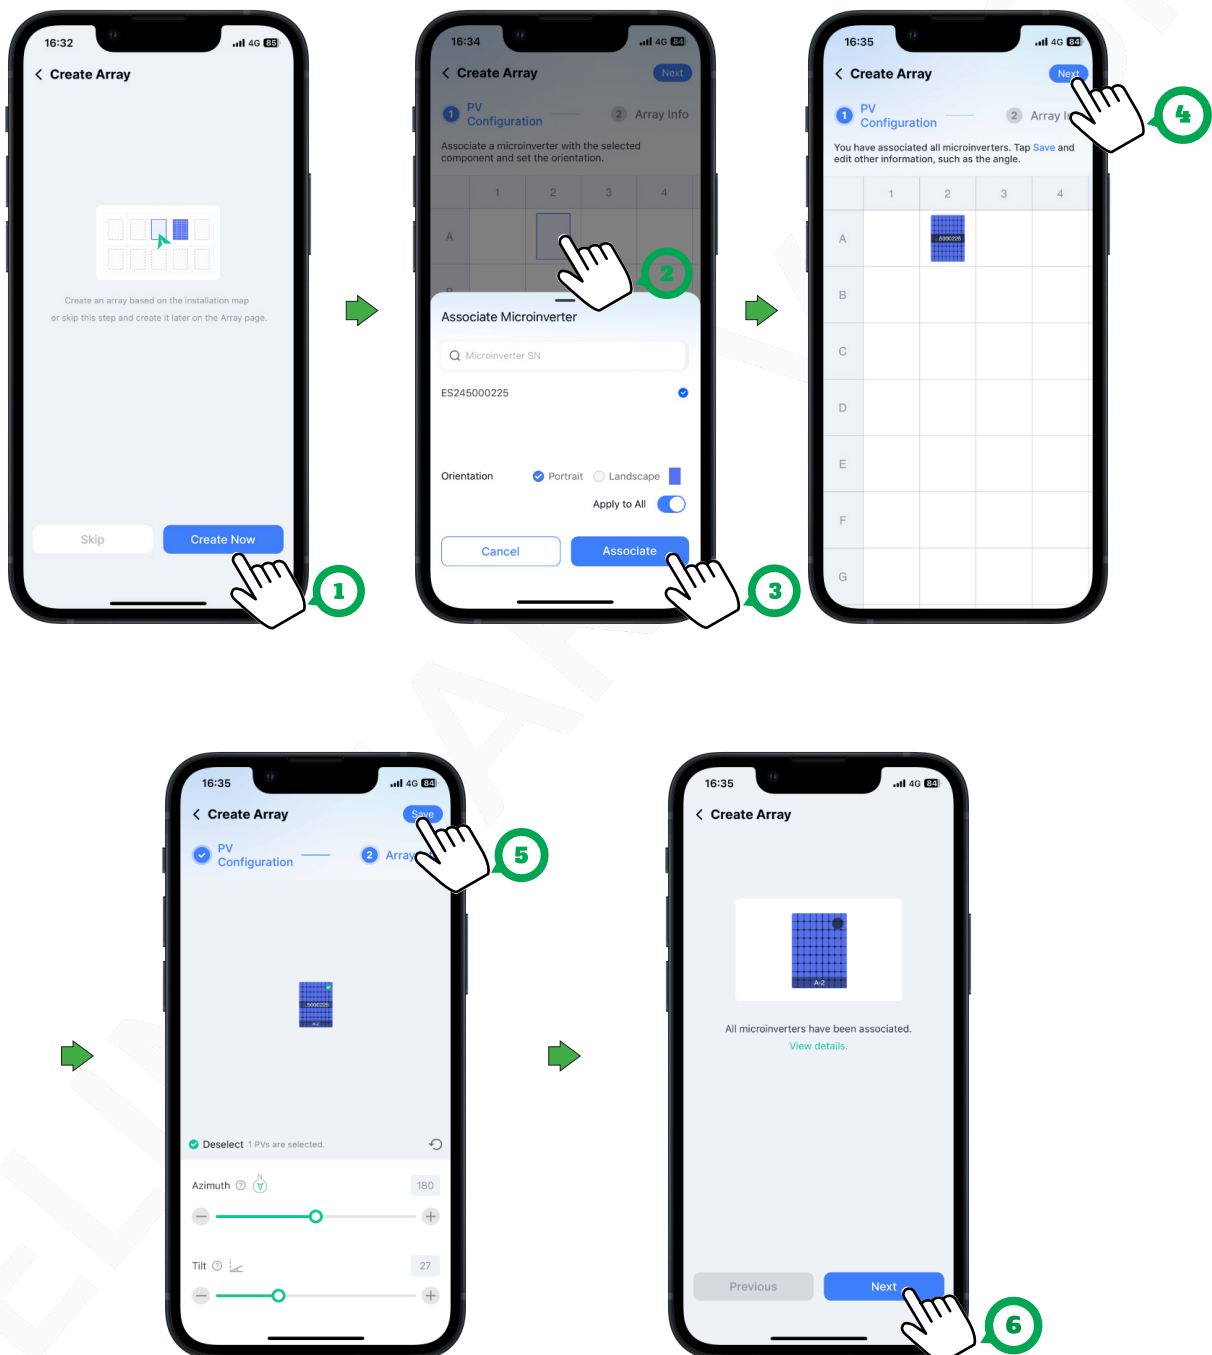 16:32
4G 85
Create Array
Create an array based on the installation map
or skip this step and create it later on the Array page.
Skip
Create Now
1
16:34
4G 84
Create Array
Next
1
PV
Configuration
2
Array Info
Associate a microinverter with the selected
component and set the orientation.
1 2 3 4
A
2
Associate Microinverter
Microinverter SN
ES245000225
Orientation
Portrait
Landscape
Apply to All
Cancel
Associate
3
16:35
4G 84
Create Array
Next
1
PV
Configuration
2
Array
You have associated all microinverters. Tap Save and
edit other information, such as the angle.
1 2 3 4
A
...5000225
B
C
D
E
F
G
4
16:35
4G 84
Create Array
Save
PV
Configuration
2
Array
5
...5000225
A-2
Deselect 1 PVs are selected.
Azimuth
N
180
Tilt
27
16:35
4G 84
Create Array
A-2
All microinverters have been associated.
View details.
Previous
Next
6